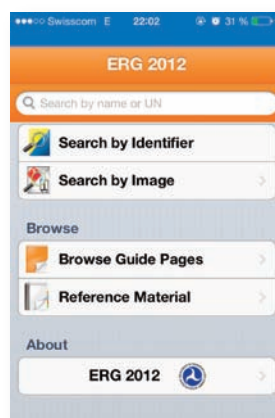 Swisscom E 22:02 31 %
ERG 2012
Search by name or UN
Search by Identifier
Search by Image
Browse
Browse Guide Pages
Reference Material
About
ERG 2012